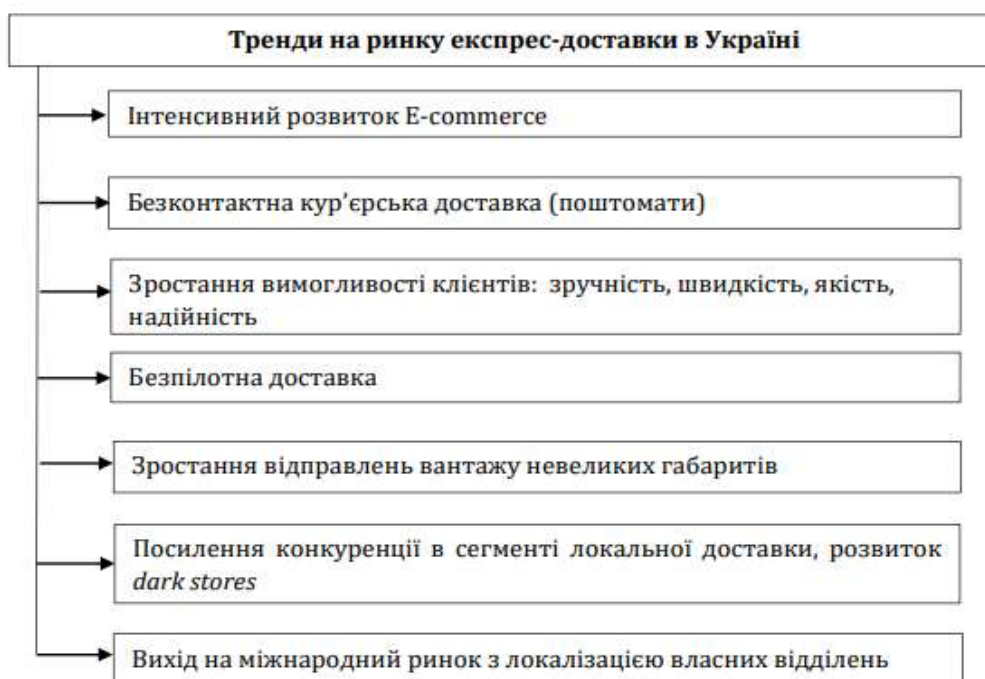 Тренди на ринку експрес-доставки в Україні
Інтенсивний розвиток E-commerce
Безконтактна кур’єрська доставка (поштомати)
Зростання вимогливості клієнтів: зручність, швидкість, якість,
надійність
Безпілотна доставка
Зростання відправлень вантажу невеликих габаритів
Посилення конкуренції в сегменті локальної доставки, розвиток
dark stores
Вихід на міжнародний ринок з локалізацією власних відділень